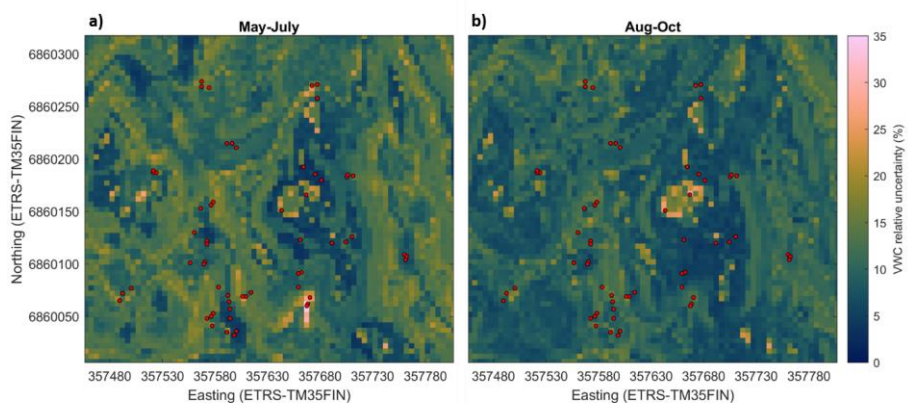 a)
May-July
b)
Aug-Oct
6860300
6860250
6860200
6860150
6860100
6860050
Northing (ETRS-TM35FIN)
357480 357530 357580 357630 357680 357730 357780
Easting (ETRS-TM35FIN)
357480 357530 357580 357630 357680 357730 357780
Easting (ETRS-TM35FIN)
35
30
25
20
15
10
5
0
VWC relative uncertainty (%)